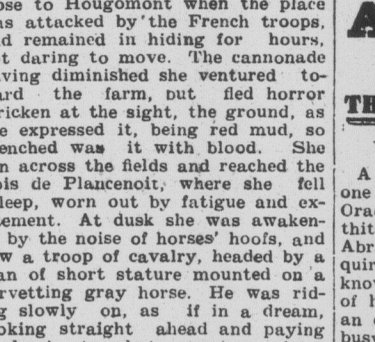 ose to Hougomont when the place
as attacked by the French troops,
d remained in hiding for hours,
t daring to move. The cannonade
ving diminished she ventured to-
ard the farm, but fled horror
ricken at the sight, the ground, as
e expressed it, being red mud, so
enched was it with blood. She
n across the fields and reached the
ois de Plancenoit, where she fell
leep, worn out by fatigue and ex-
tement. At dusk she was awaken-
by the noise of horses' hoofs, and
w a troop of cavalry, headed by a
an of short stature mounted on a
rvetting gray horse. He was rid-
g slowly on, as if in a dream,
oking straight ahead and paying
A
TH
A
one
Ora
thit
Abr
quir
know
of h
an
busy